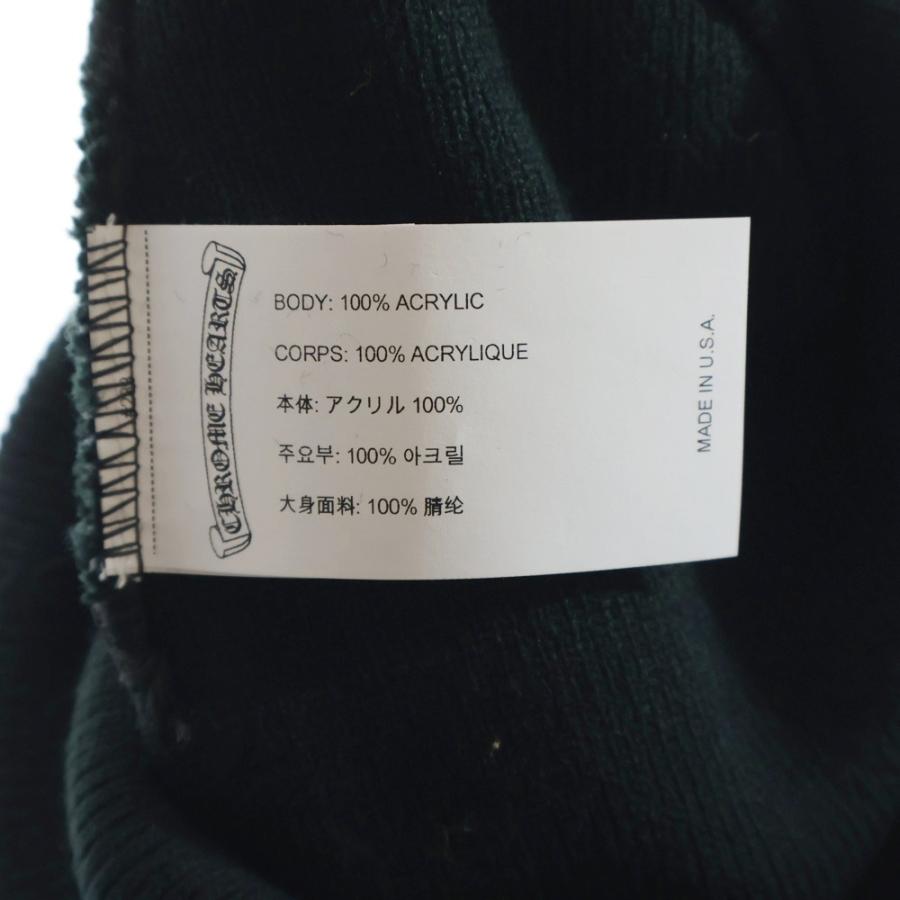 CHROME HEARTS
BODY: 100% ACRYLIC
CORPS: 100% ACRYLIQUE
本体: アクリル 100%
주요부: 100% 아크릴
大身面料: 100% 腈纶
MADE IN U.S.A.